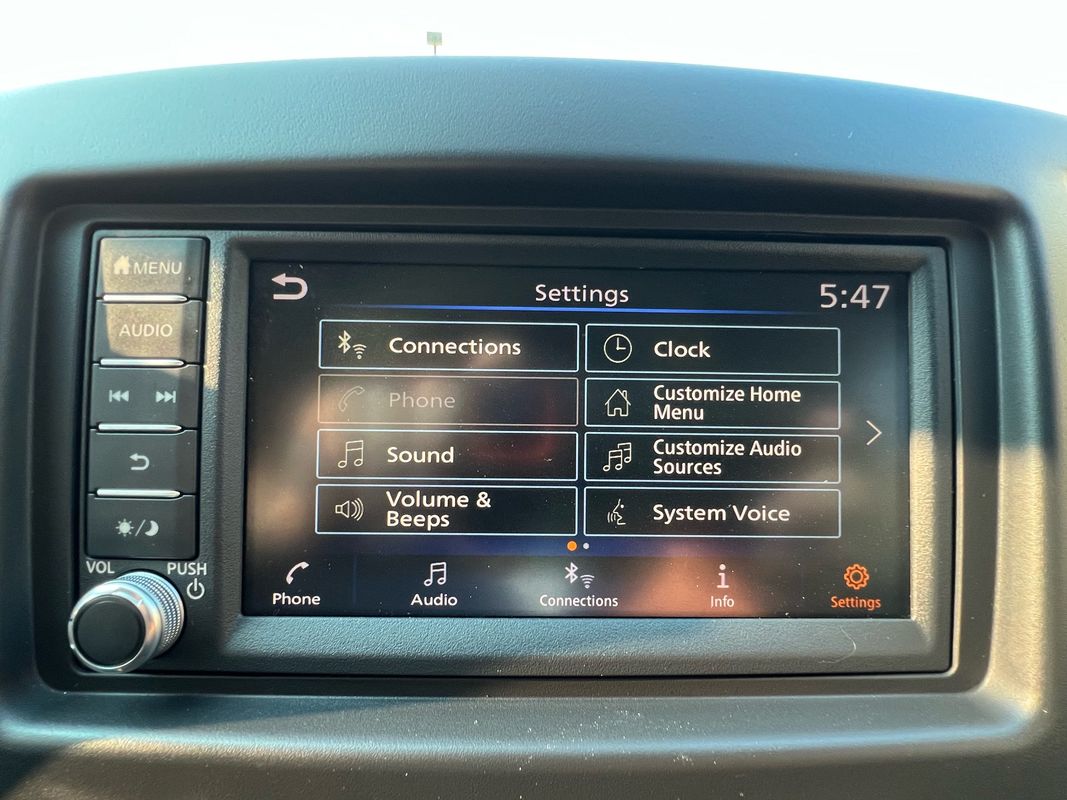 MENU
AUDIO
VOL
PUSH
Settings
5:47
Connections
Clock
Phone
Customize Home
Menu
Sound
Customize Audio
Sources
Volume &
Beeps
System Voice
Phone
Audio
Connections
Info
Settings